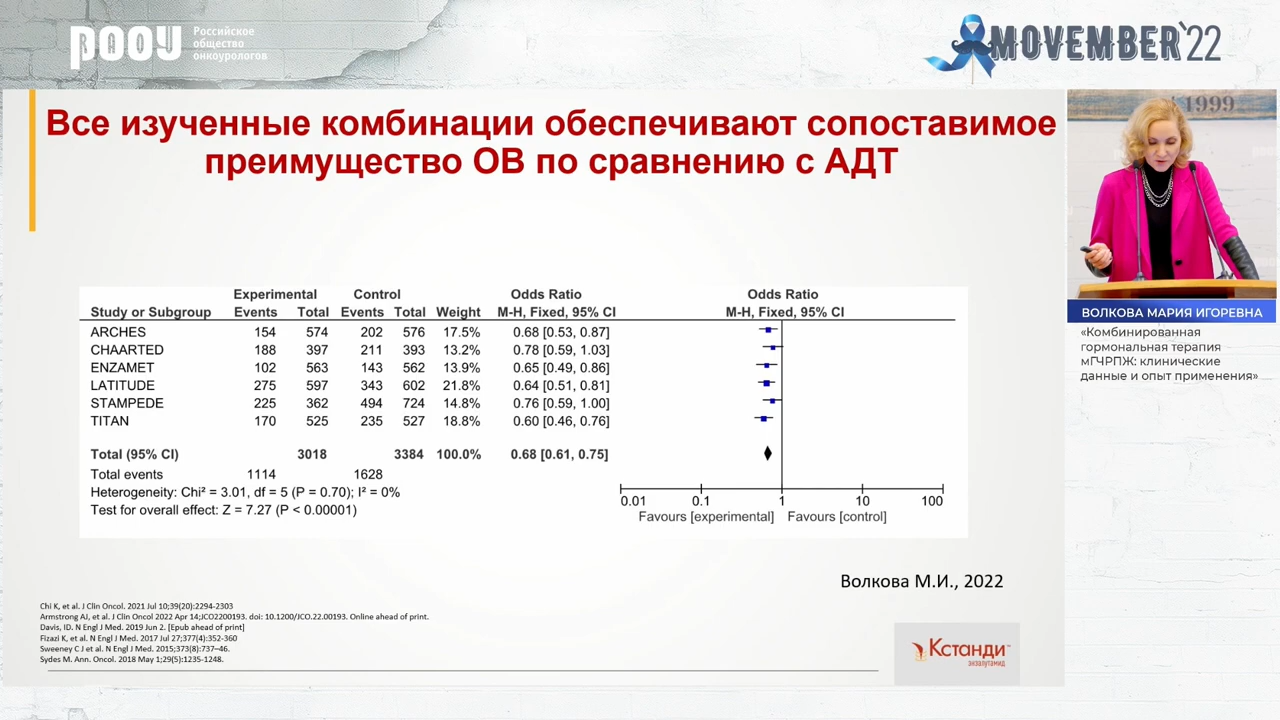 РООУ
Российское
общество
онкоурологов
MOVEMBER'22
Все изученные комбинации обеспечивают сопоставимое
преимущество ОВ по сравнению с АДТ
1999
Experimental Control Odds Ratio Odds Ratio
Study or Subgroup Events Total Events Total Weight M-H, Fixed, 95% CI M-H, Fixed, 95% CI
ARCHES 154 574 202 576 17.5% 0.68 [0.53, 0.87]
CHAARTED 188 397 211 393 13.2% 0.78 [0.59, 1.03]
ENZAMET 102 563 143 562 13.9% 0.65 [0.49, 0.86]
LATITUDE 275 597 343 602 21.8% 0.64 [0.51, 0.81]
STAMPEDE 225 362 494 724 14.8% 0.76 [0.59, 1.00]
TITAN 170 525 235 527 18.8% 0.60 [0.46, 0.76]
Total (95% CI) 3018 3384 100.0% 0.68 [0.61, 0.75]
Total events 1114 1628
Heterogeneity: Chi² = 3.01, df = 5 (P = 0.70); I² = 0%
Test for overall effect: Z = 7.27 (P < 0.00001)
0.01 0.1 1 10 100
Favours [experimental] Favours [control]
ВОЛКОВА МАРИЯ ИГОРЕВНА
«Комбинированная
гормональная терапия
мГЧРПЖ: клинические
данные и опыт применения»
Волкова М.И., 2022
Chi K, et al. J Clin Oncol. 2021 Jul 10;39(20):2294-2303
Armstrong AJ, et al. J Clin Oncol 2022 Apr 14;JCO2200193. doi: 10.1200/JCO.22.00193. Online ahead of print.
Davis, ID. N Engl J Med. 2019 Jun 2. [Epub ahead of print]
Fizazi K, et al. N Engl J Med. 2017 Jul 27;377(4):352-360
Sweeney C J et al. N Engl J Med. 2015;373(8):737–46.
Sydes M. Ann. Oncol. 2018 May 1;29(5):1235-1248.
Кстанди™
энзалутамид